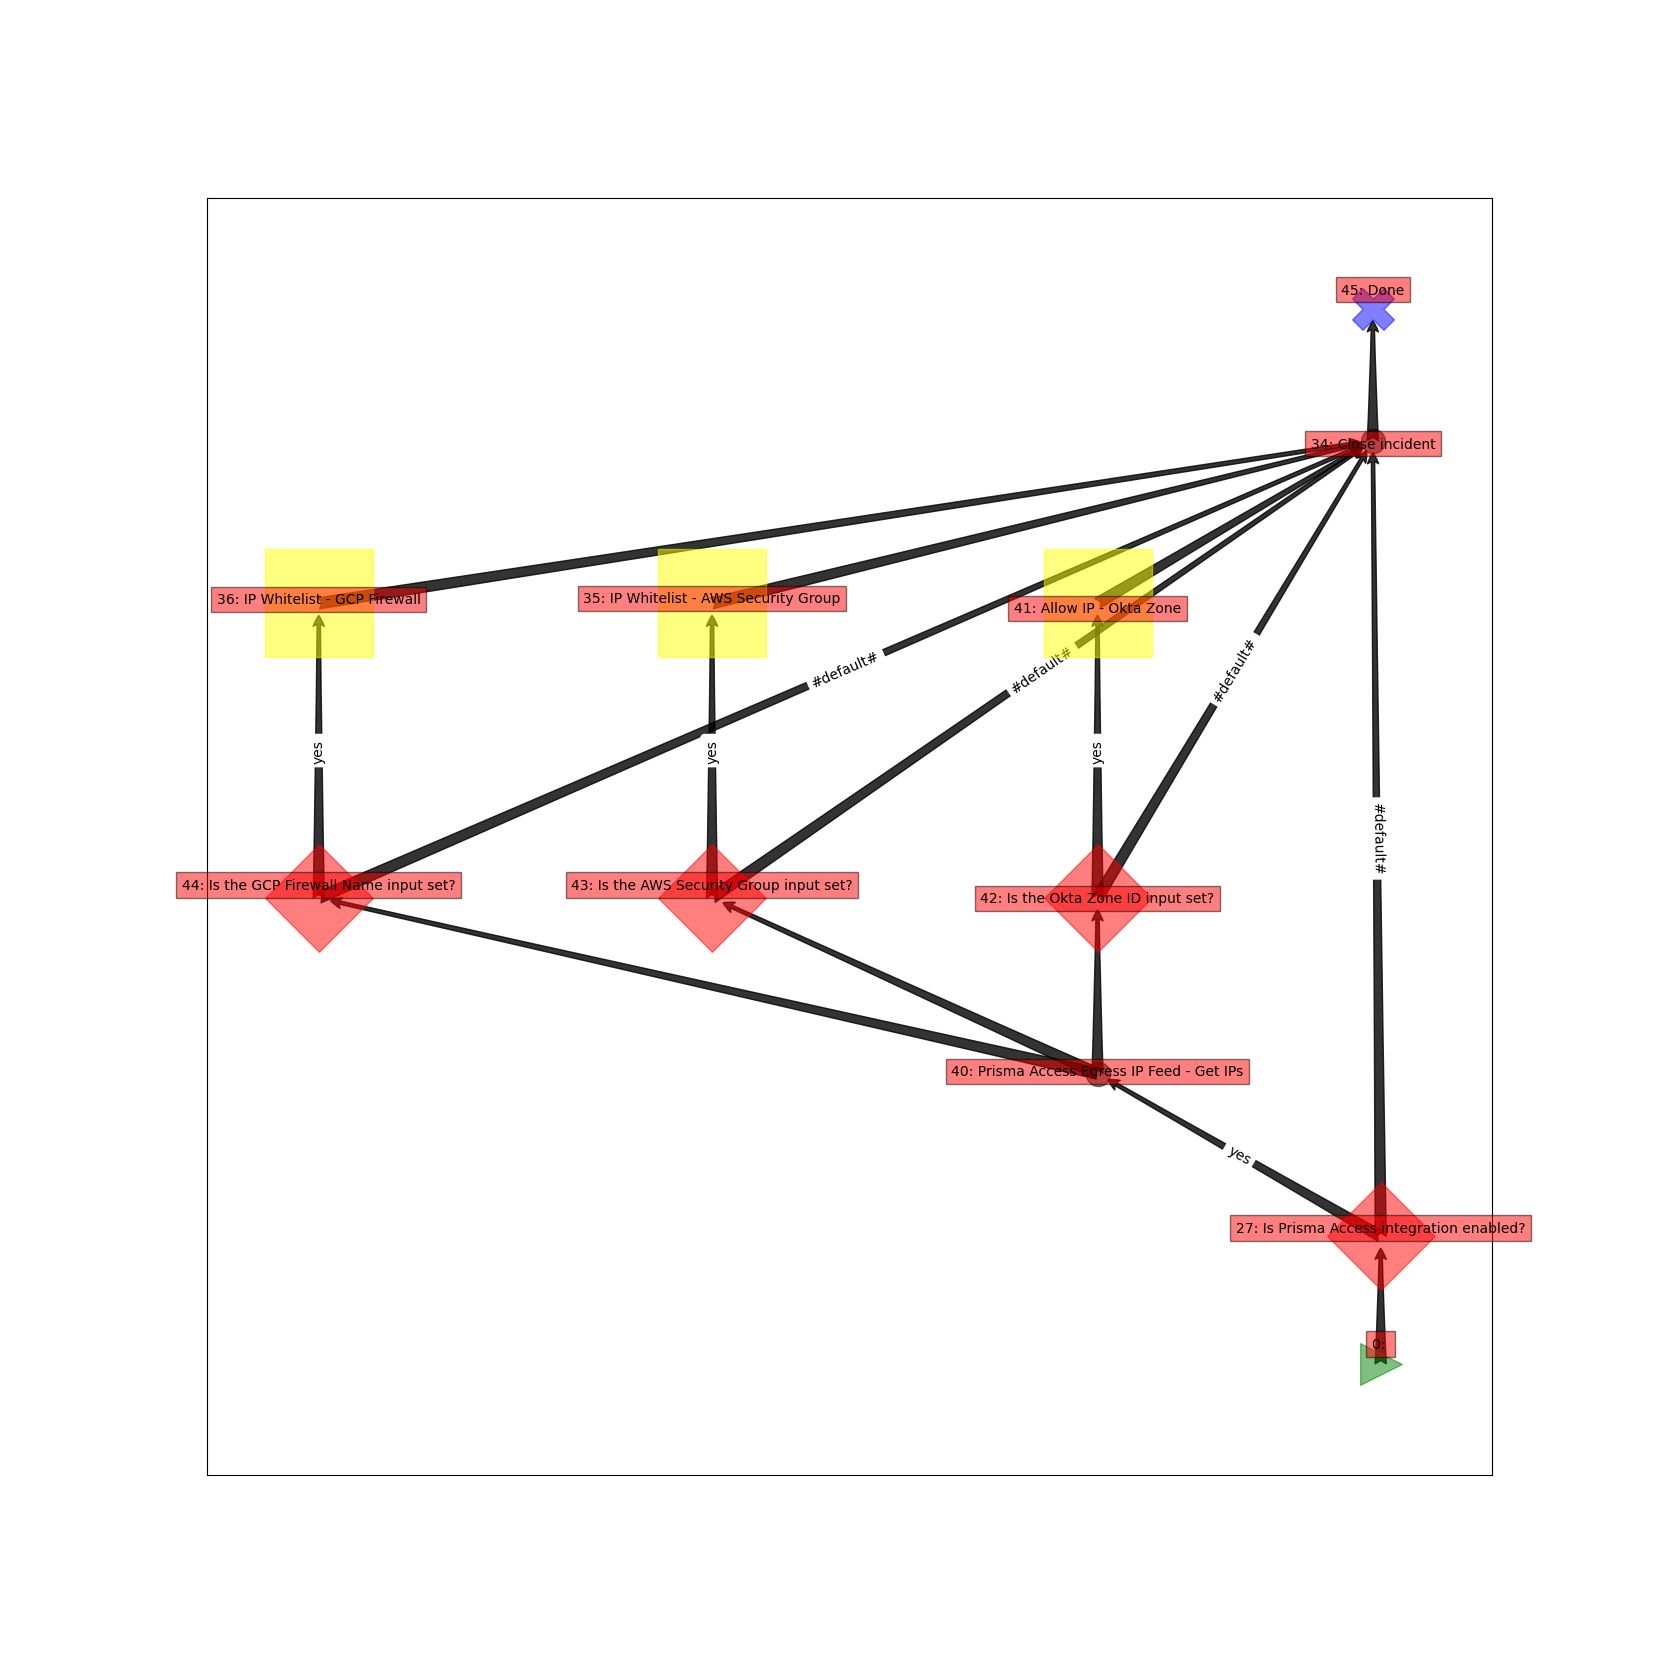 45: Done
34: Close incident
36: IP Whitelist - GCP Firewall
35: IP Whitelist - AWS Security Group
41: Allow IP - Okta Zone
#default#
#default#
#default#
yes
yes
yes
#default#
44: Is the GCP Firewall Name input set?
43: Is the AWS Security Group input set?
42: Is the Okta Zone ID input set?
40: Prisma Access Egress IP Feed - Get IPs
yes
27: Is Prisma Access integration enabled?
0: